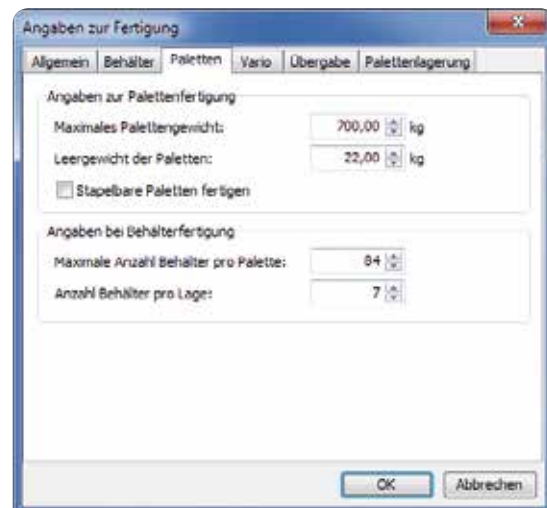 Angaben zur Fertigung
Allgemein Behälter Paletten Vario Übergabe Palettenlagerung
Angaben zur Palettenfertigung
Maximales Palettengewicht: 700,00 kg
Leergewicht der Paletten: 22,00 kg
Stapelbare Paletten fertigen
Angaben bei Behälterfertigung
Maximale Anzahl Behälter pro Palette: 84
Anzahl Behälter pro Lage: 7
OK Abbrechen